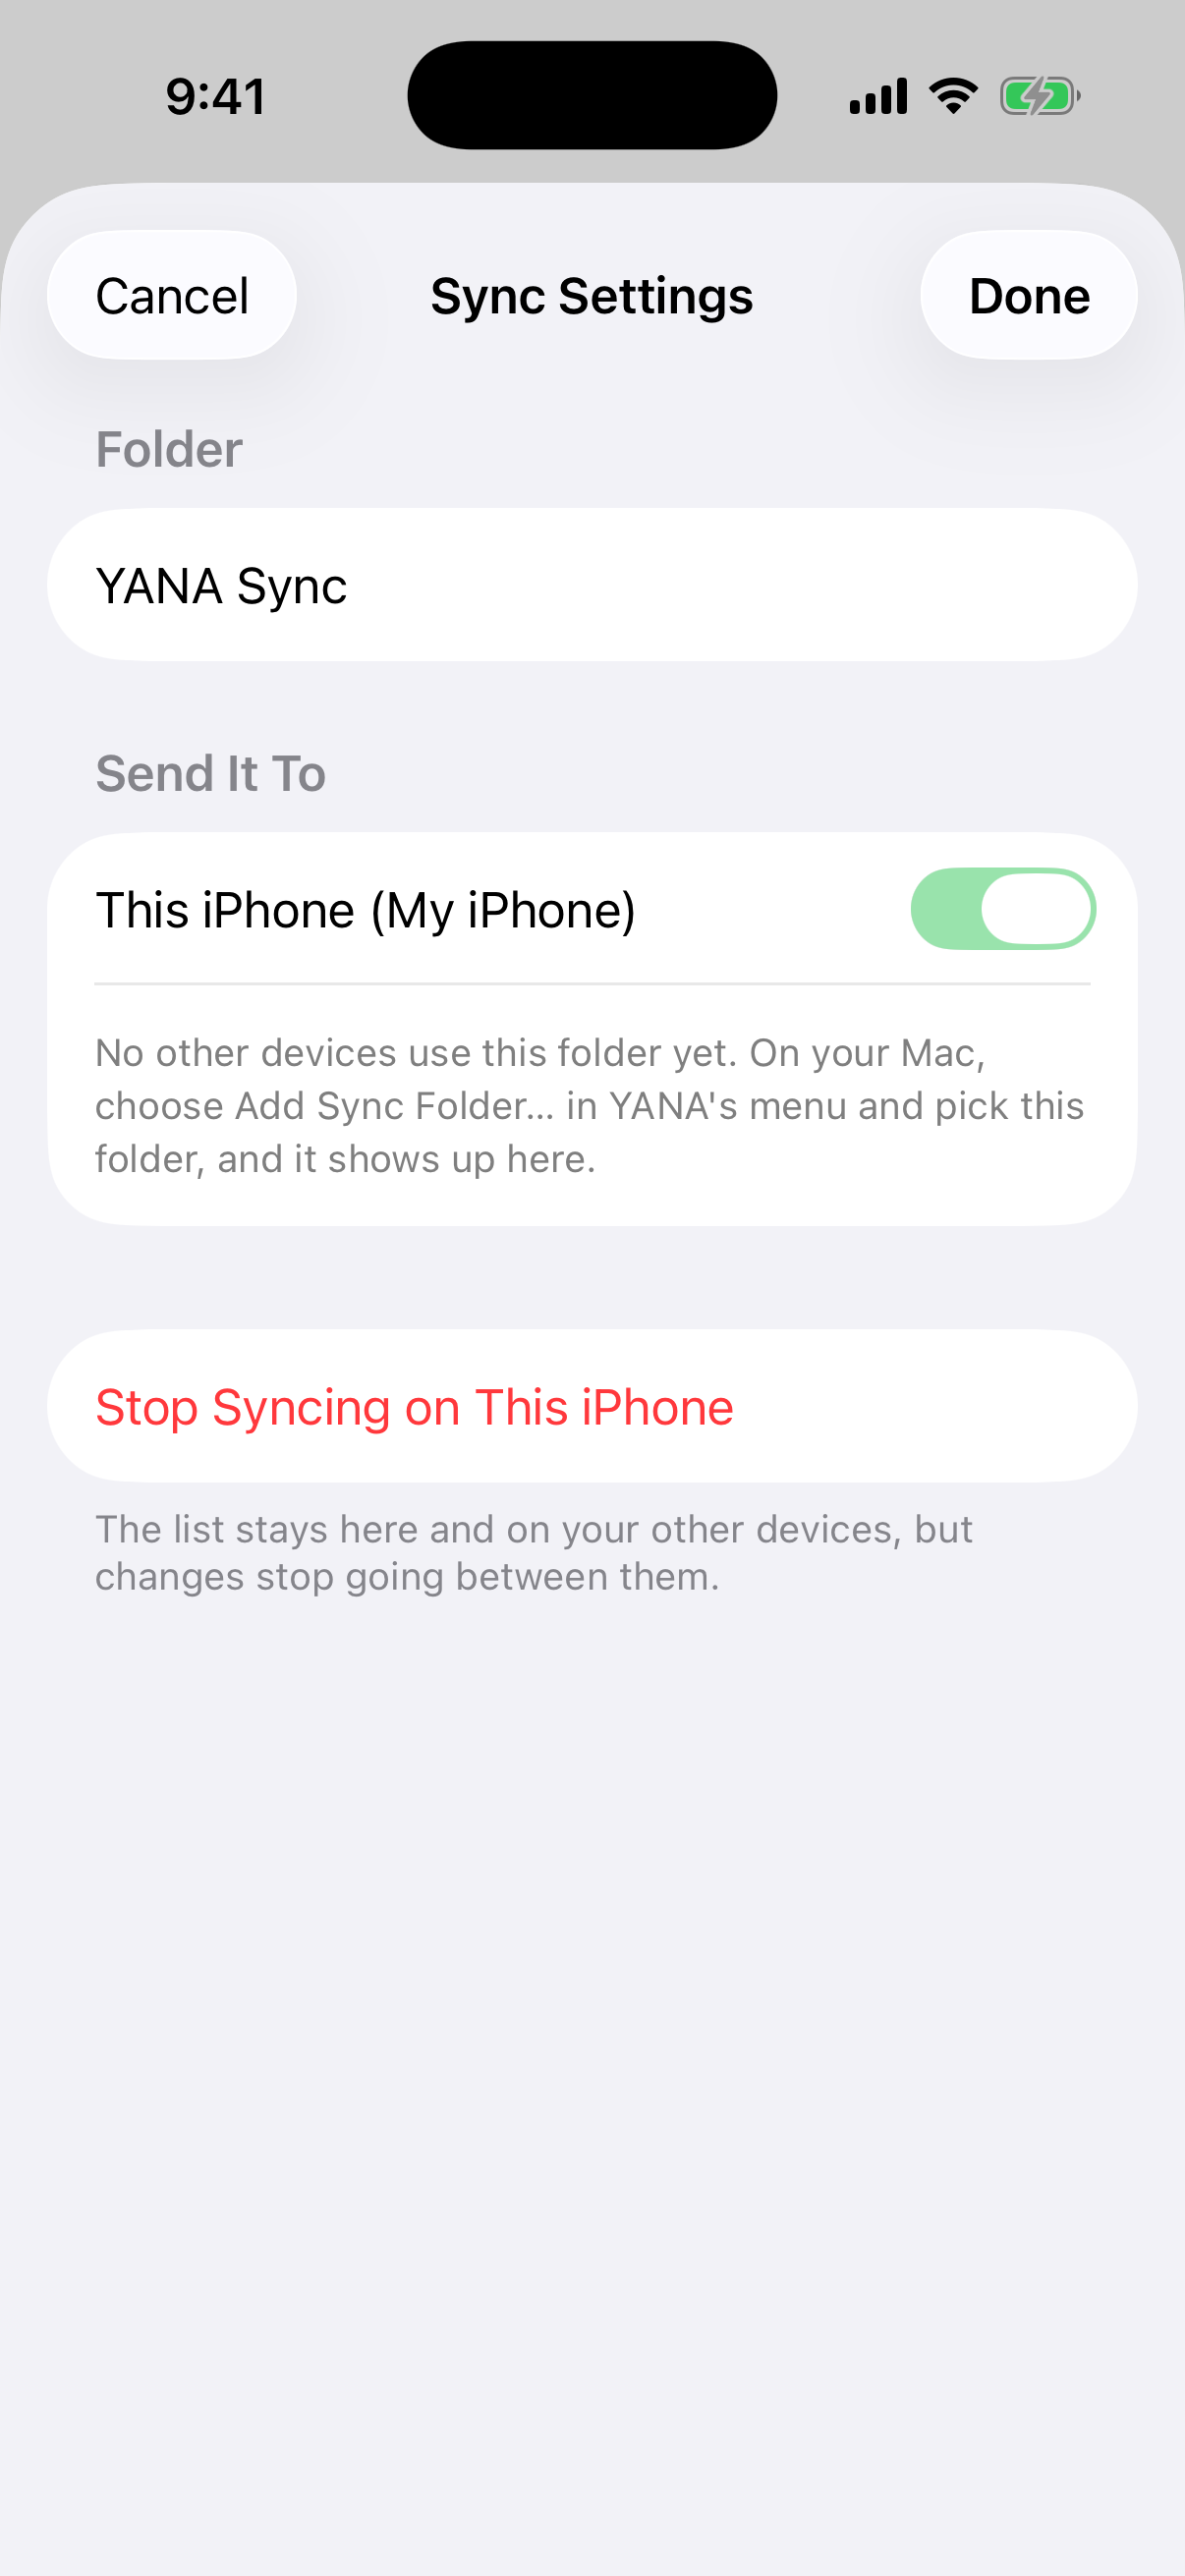 9:41
Cancel
Sync Settings
Done
Folder
YANA Sync
Send It To
This iPhone (My iPhone)
No other devices use this folder yet. On your Mac,
choose Add Sync Folder... in YANA's menu and pick this
folder, and it shows up here.
Stop Syncing on This iPhone
The list stays here and on your other devices, but
changes stop going between them.